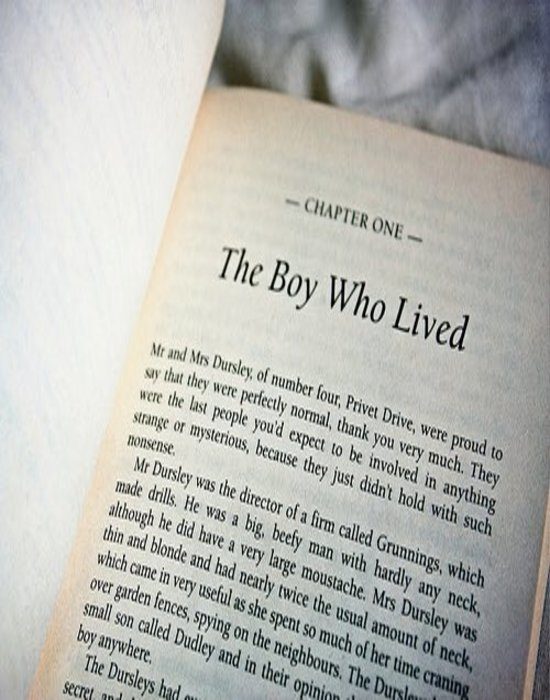 — CHAPTER ONE —
The Boy Who Lived
Mr and Mrs Dursley, of number four, Privet Drive, were proud to
say that they were perfectly normal, thank you very much. They
were the last people you'd expect to be involved in anything
strange or mysterious, because they just didn't hold with such
nonsense.
Mr Dursley was the director of a firm called Grunnings, which
made drills. He was a big, beefy man with hardly any neck,
although he did have a very large moustache. Mrs Dursley was
thin and blonde and had nearly twice the usual amount of neck,
which came in very useful as she spent so much of her time craning
over garden fences, spying on the neighbours. The Dursleys
small son called Dudley and in their opinion
boy anywhere.
The Dursleys had
secret, and